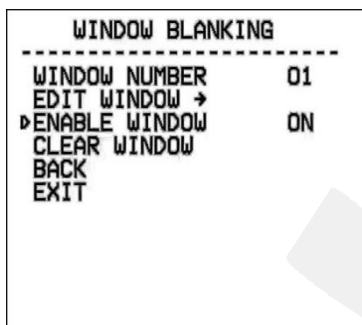 WINDOW BLANKING
------------------------
WINDOW NUMBER 01
EDIT WINDOW →
▷ENABLE WINDOW ON
CLEAR WINDOW
BACK
EXIT